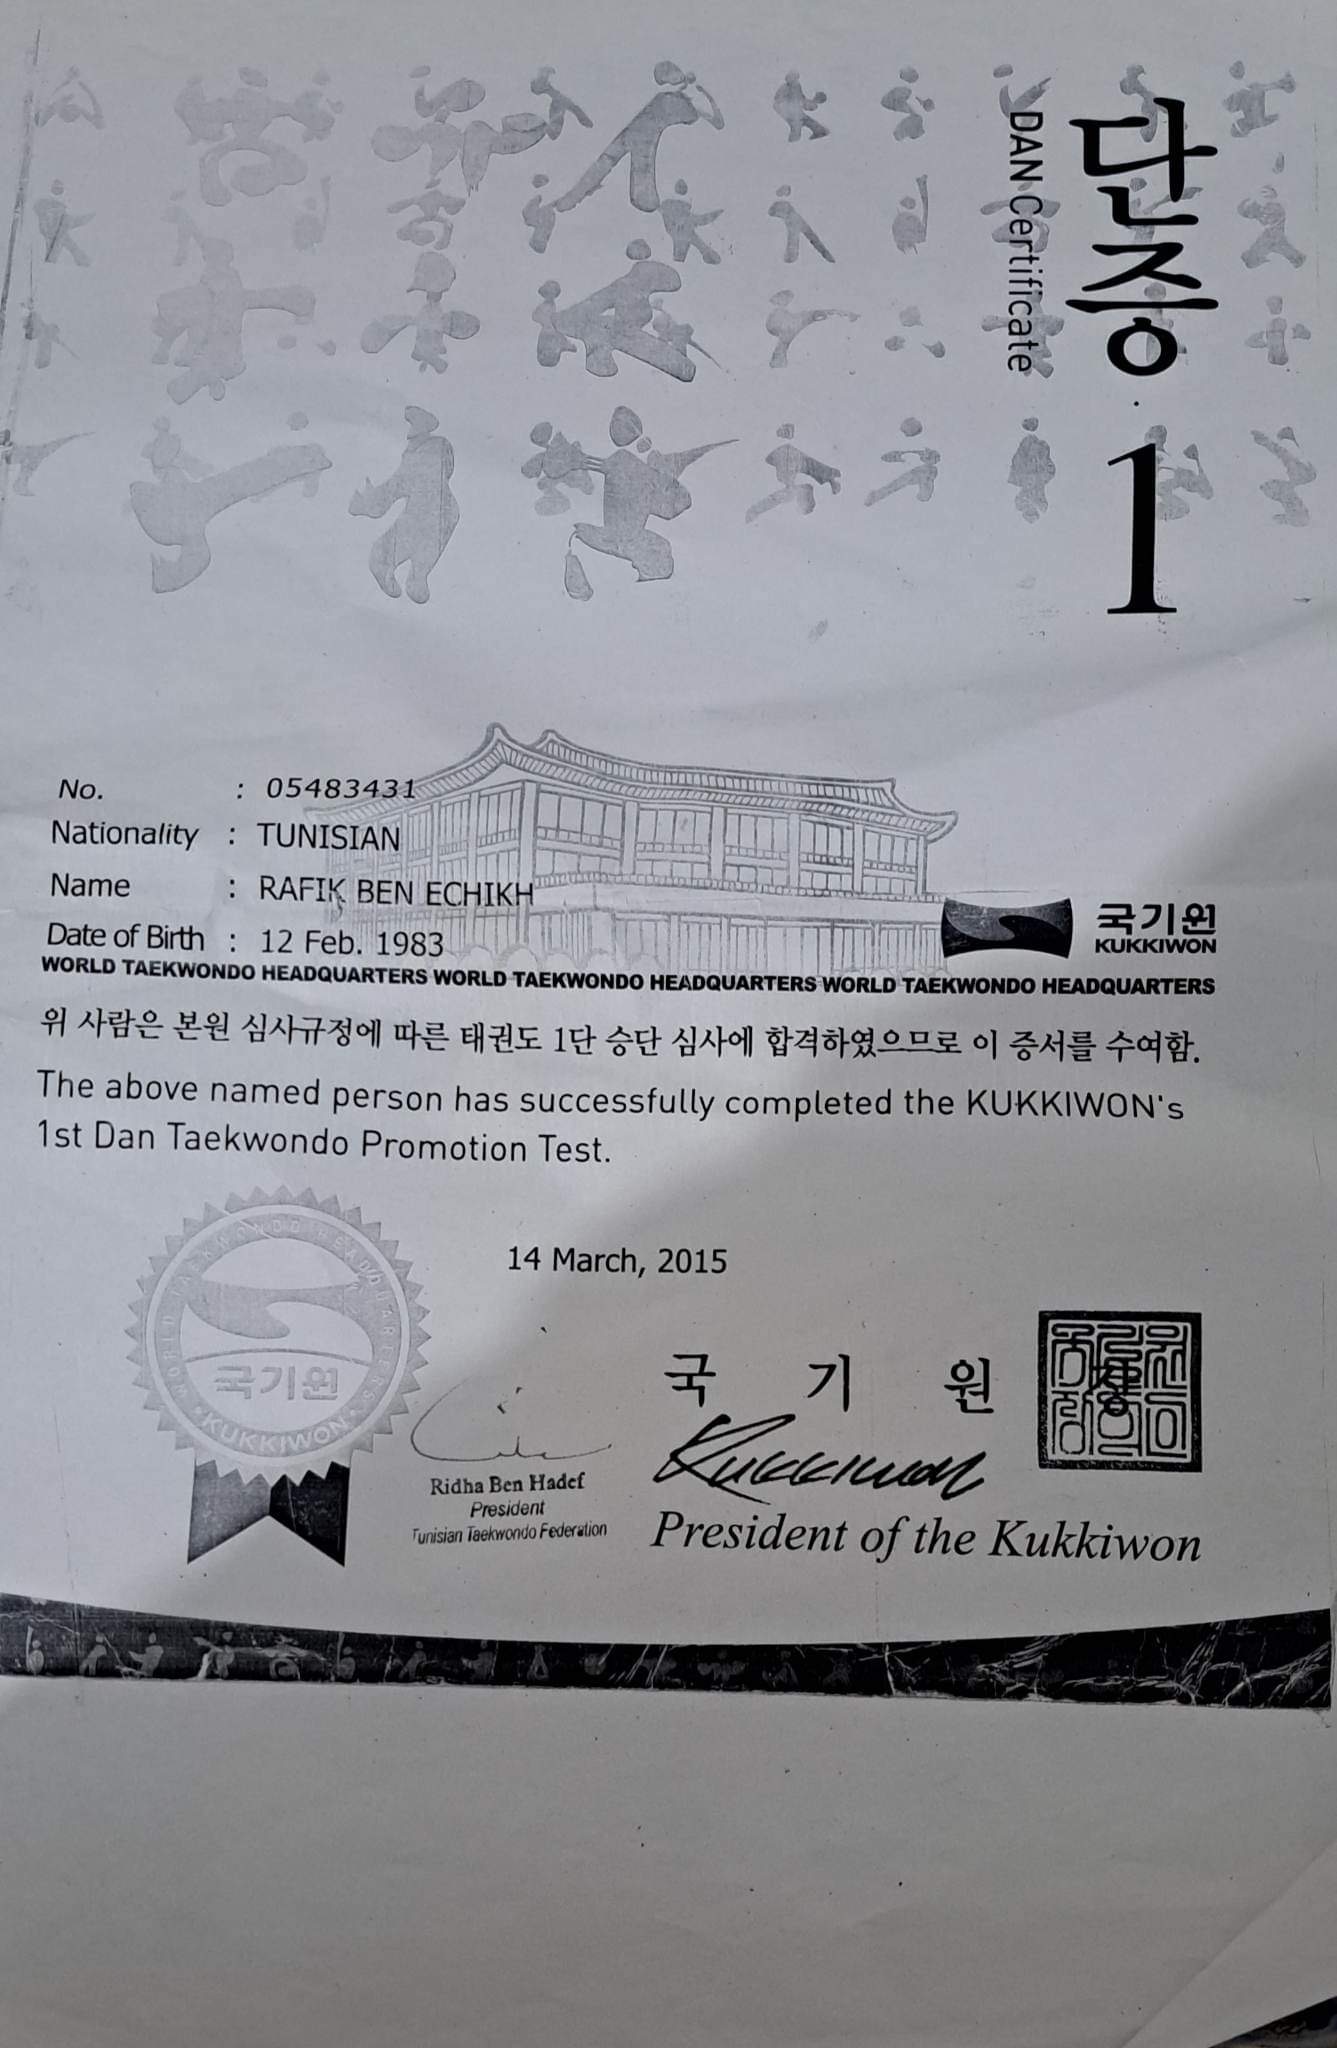 단증·1
DAN Certificate
No. : 05483431
Nationality : TUNISIAN
Name : RAFIK BEN ECHIKH
Date of Birth : 12 Feb. 1983
국기원
KUKKIWON
WORLD TAEKWONDO HEADQUARTERS WORLD TAEKWONDO HEADQUARTERS WORLD TAEKWONDO HEADQUARTERS
위 사람은 본원 심사규정에 따른 태권도 1단 승단 심사에 합격하였으므로 이 증서를 수여함.
The above named person has successfully completed the KUKKIWON's
1st Dan Taekwondo Promotion Test.
14 March, 2015
WORLD TAEKWONDO HEADQUARTERS
국기원
KUKKIWON
국 기 원
Kukkiwon
President of the Kukkiwon
Ridha Ben Hadef
President
Tunisian Taekwondo Federation